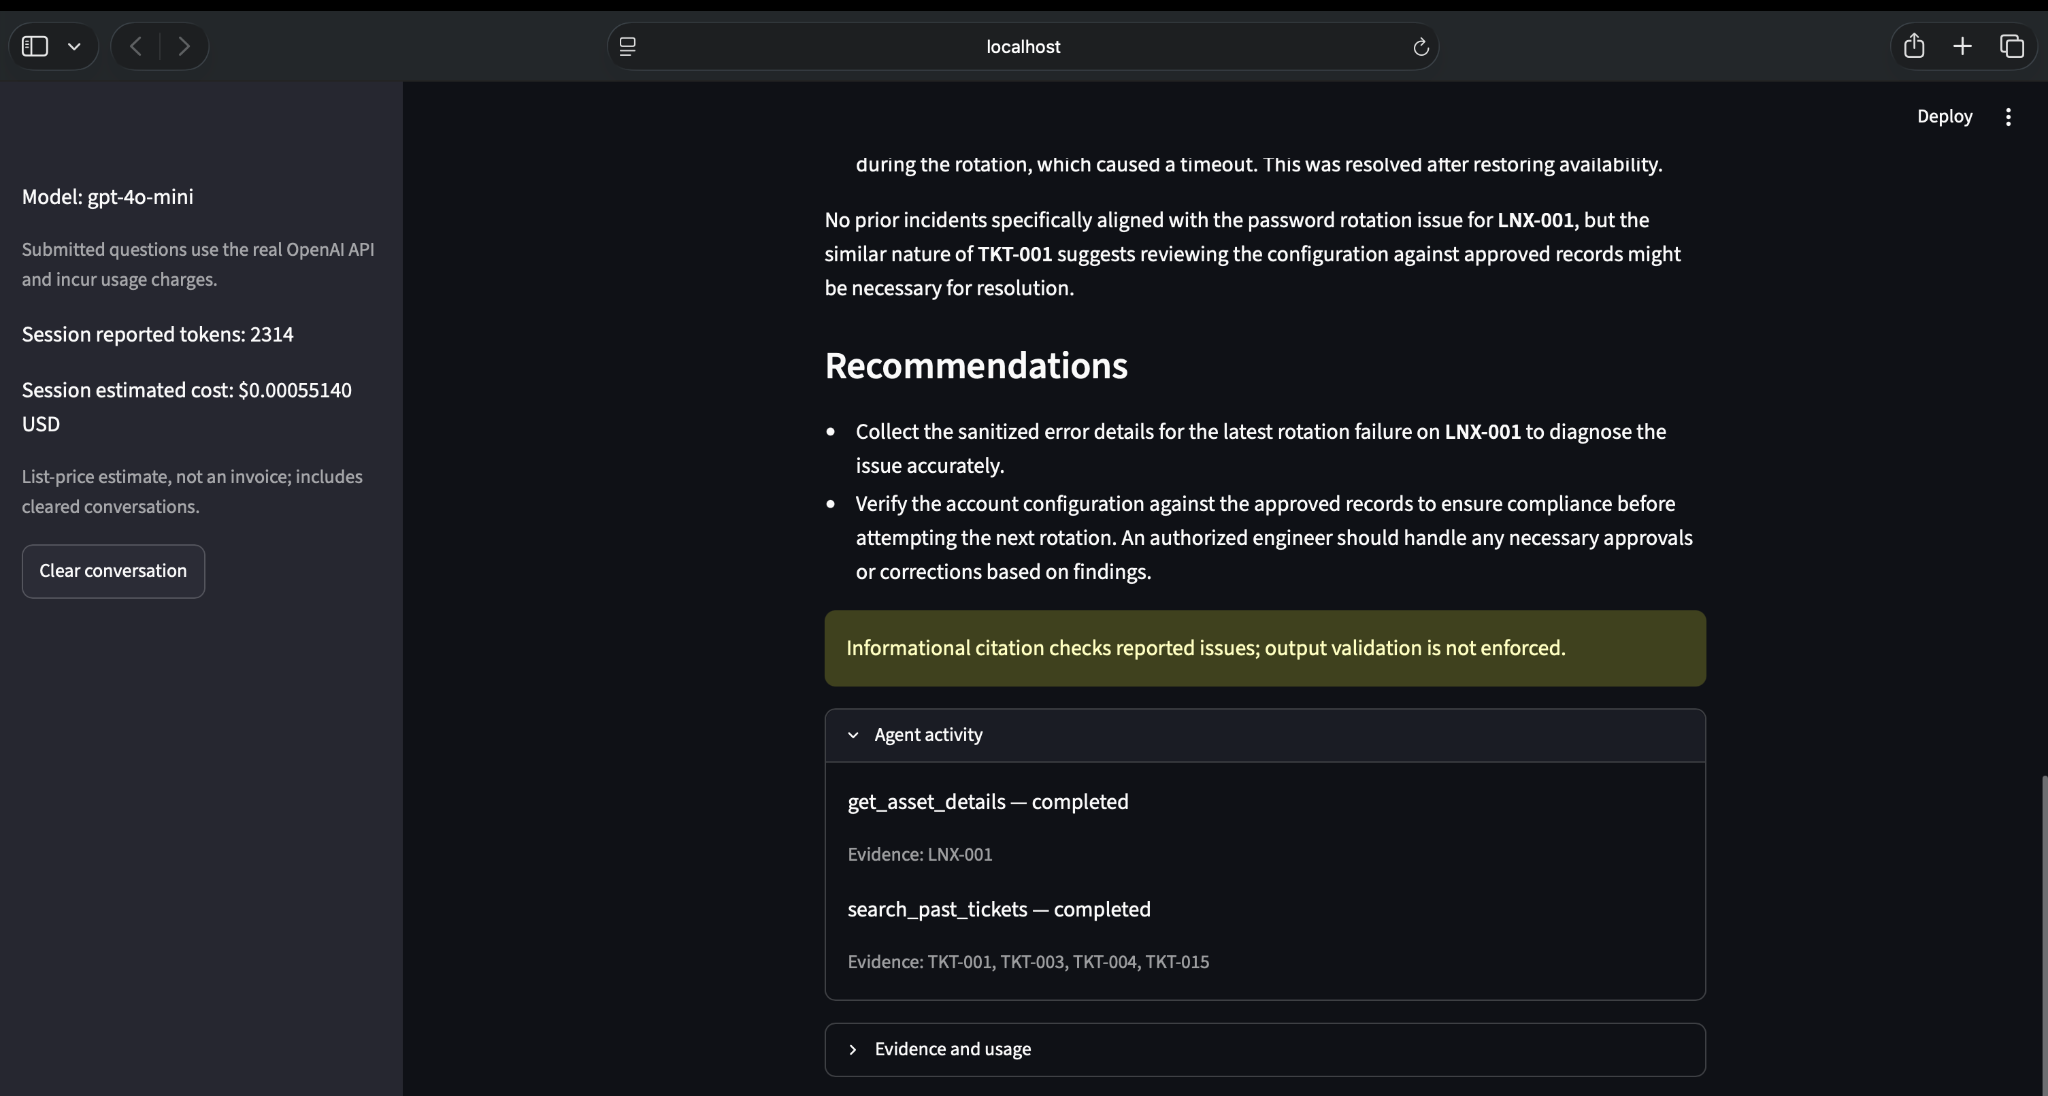 localhost
Deploy
Model: gpt-4o-mini
Submitted questions use the real OpenAI API
and incur usage charges.
Session reported tokens: 2314
Session estimated cost: $0.00055140
USD
List-price estimate, not an invoice; includes
cleared conversations.
Clear conversation
during the rotation, which caused a timeout. This was resolved after restoring availability.
No prior incidents specifically aligned with the password rotation issue for LNX-001, but the
similar nature of TKT-001 suggests reviewing the configuration against approved records might
be necessary for resolution.
Recommendations
• Collect the sanitized error details for the latest rotation failure on LNX-001 to diagnose the
issue accurately.
• Verify the account configuration against the approved records to ensure compliance before
attempting the next rotation. An authorized engineer should handle any necessary approvals
or corrections based on findings.
Informational citation checks reported issues; output validation is not enforced.
Agent activity
get_asset_details — completed
Evidence: LNX-001
search_past_tickets — completed
Evidence: TKT-001, TKT-003, TKT-004, TKT-015
Evidence and usage